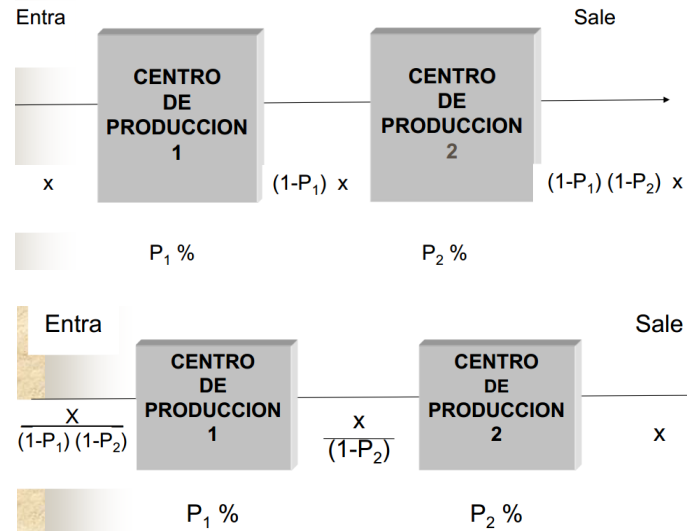 Entra
Sale
CENTRO
DE
PRODUCCION
1
CENTRO
DE
PRODUCCION
2
x
(1-P₁) x
(1-P₁) (1-P₂) x
P₁ %
P₂ %
Entra
Sale
CENTRO
DE
PRODUCCION
1
CENTRO
DE
PRODUCCION
2
X
(1-P₁) (1-P₂)
x
(1-P₂)
x
P₁ %
P₂ %